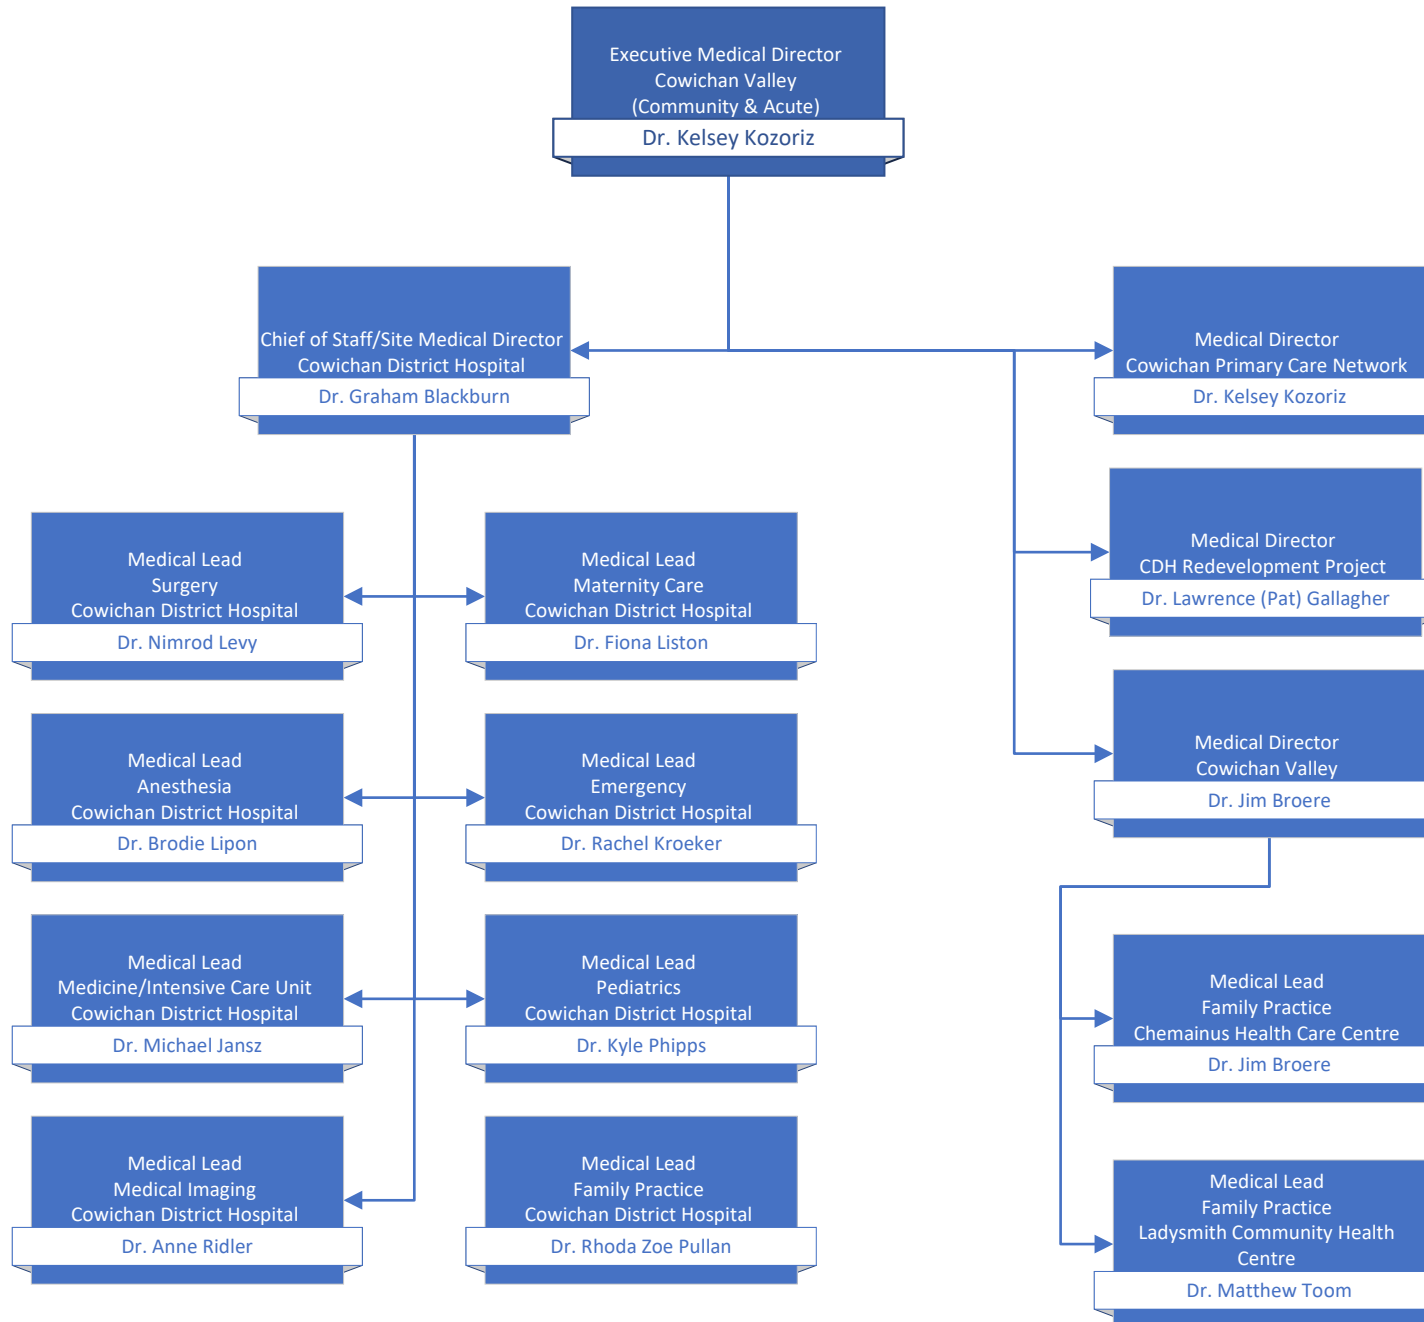 Executive Medical Director
Cowichan Valley
(Community & Acute)
Dr. Kelsey Kozoriz
Chief of Staff/Site Medical Director
Cowichan District Hospital
Dr. Graham Blackburn
Medical Director
Cowichan Primary Care Network
Dr. Kelsey Kozoriz
Medical Director
CDH Redevelopment Project
Dr. Lawrence (Pat) Gallagher
Medical Lead
Surgery
Cowichan District Hospital
Dr. Nimrod Levy
Medical Lead
Maternity Care
Cowichan District Hospital
Dr. Fiona Liston
Medical Director
Cowichan Valley
Dr. Jim Broere
Medical Lead
Anesthesia
Cowichan District Hospital
Dr. Brodie Lipon
Medical Lead
Emergency
Cowichan District Hospital
Dr. Rachel Kroeker
Medical Lead
Medicine/Intensive Care Unit
Cowichan District Hospital
Dr. Michael Jansz
Medical Lead
Pediatrics
Cowichan District Hospital
Dr. Kyle Phipps
Medical Lead
Family Practice
Chemainus Health Care Centre
Dr. Jim Broere
Medical Lead
Medical Imaging
Cowichan District Hospital
Dr. Anne Ridler
Medical Lead
Family Practice
Cowichan District Hospital
Dr. Rhoda Zoe Pullan
Medical Lead
Family Practice
Ladysmith Community Health
Centre
Dr. Matthew Toom